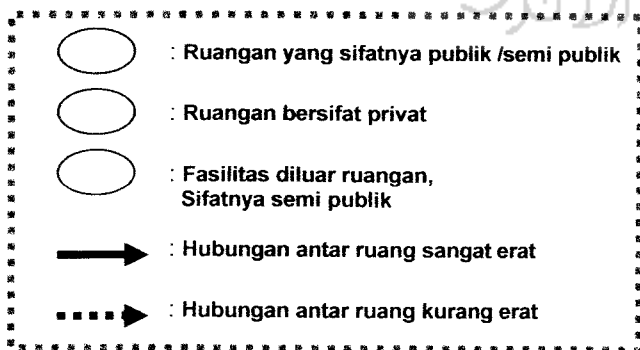 : Ruangan yang sifatnya publik /semi publik
: Ruangan bersifat privat
: Fasilitas diluar ruangan,
Sifatnya semi publik
: Hubungan antar ruang sangat erat
: Hubungan antar ruang kurang erat